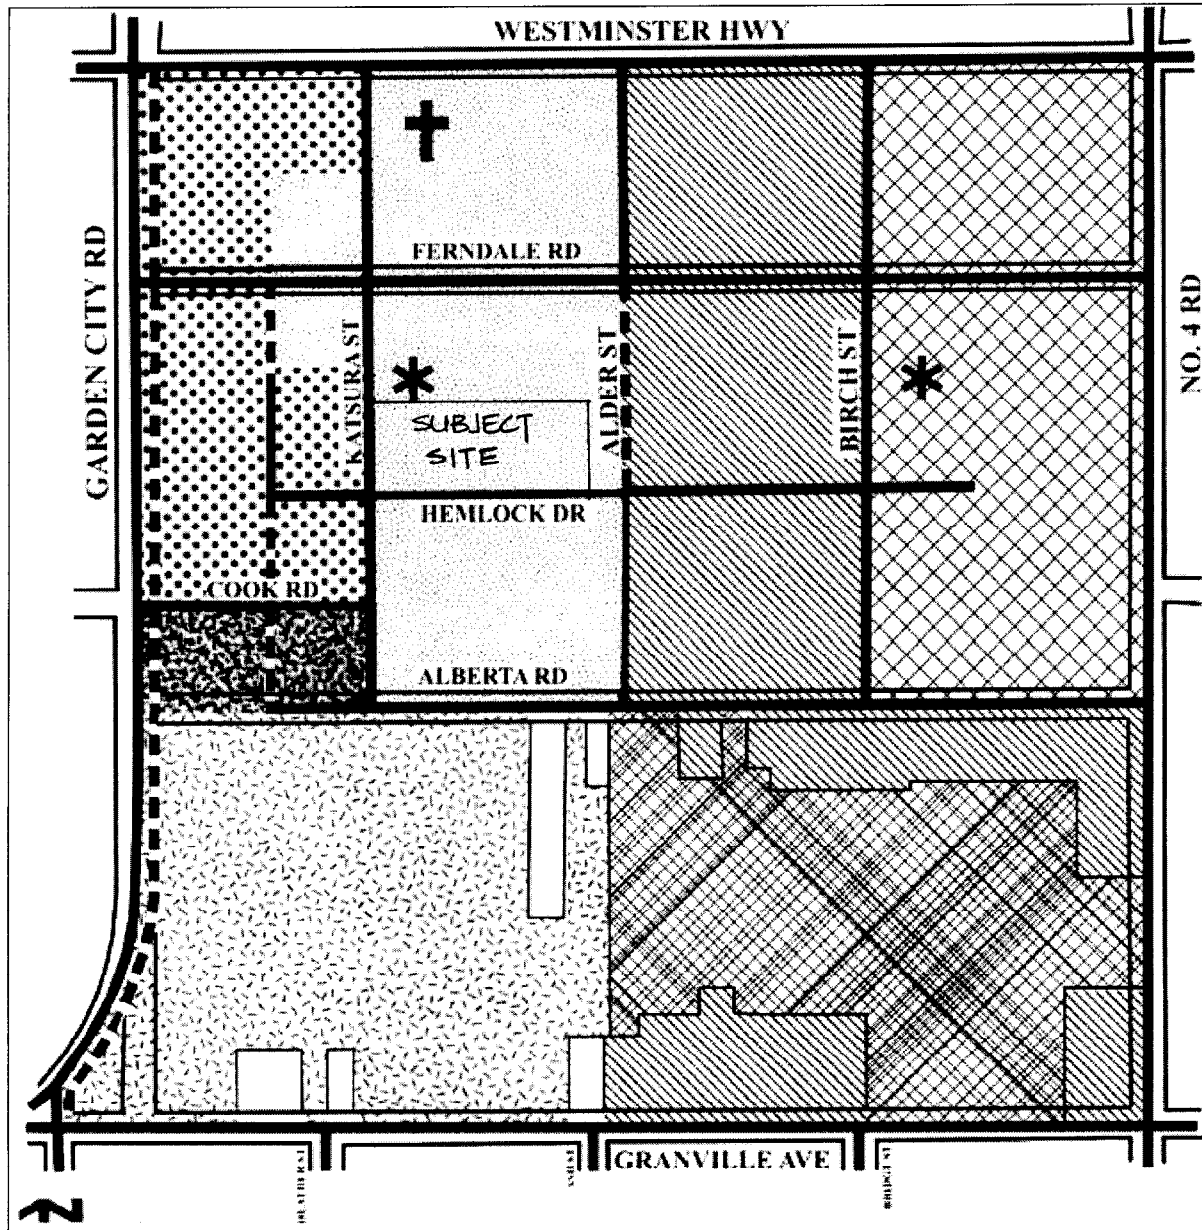 WESTMINSTER HWY
GARDEN CITY RD
FERNDALE RD
NO. 4 RD
KATSURA ST
ALDER ST
BIRCH ST
SUBJECT
SITE
HEMLOCK DR
COOK RD
ALBERTA RD
GRANVILLE AVE